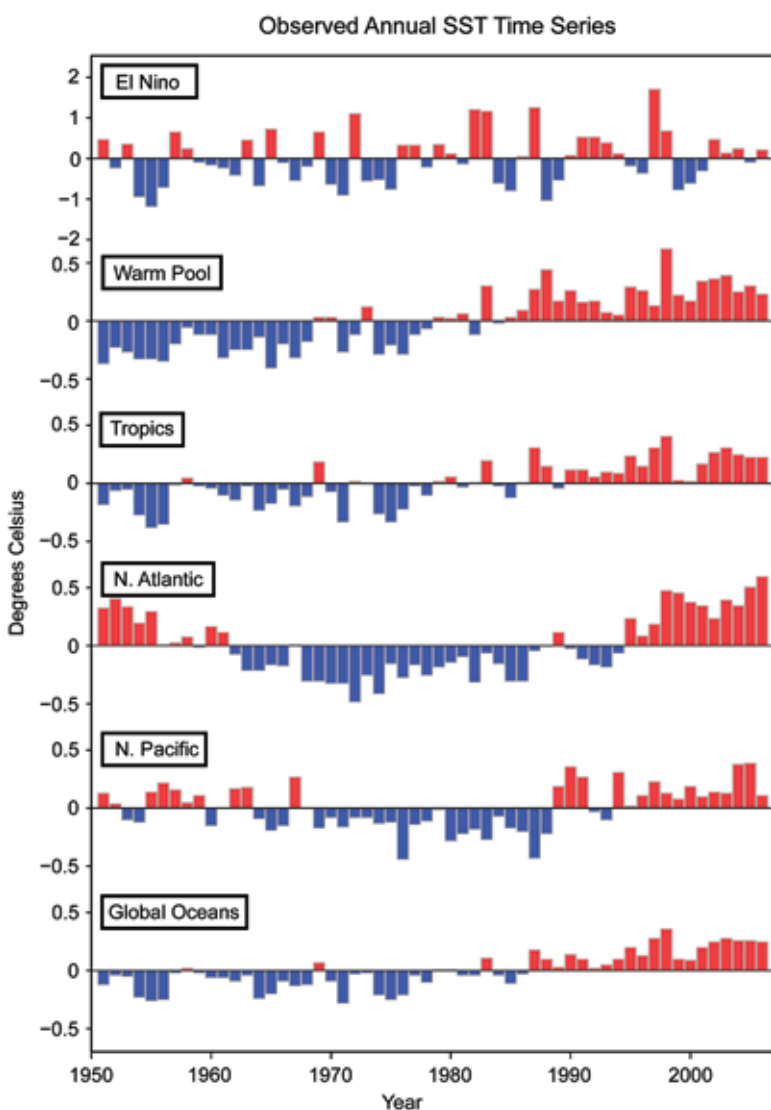 Observed Annual SST Time Series
El Nino
2
1
0
−1
−2
Warm Pool
0.5
0
−0.5
Tropics
0.5
0
−0.5
N. Atlantic
0.5
0
−0.5
N. Pacific
0.5
0
−0.5
Global Oceans
0.5
0
−0.5
Degrees Celsius
1950 1960 1970 1980 1990 2000
Year